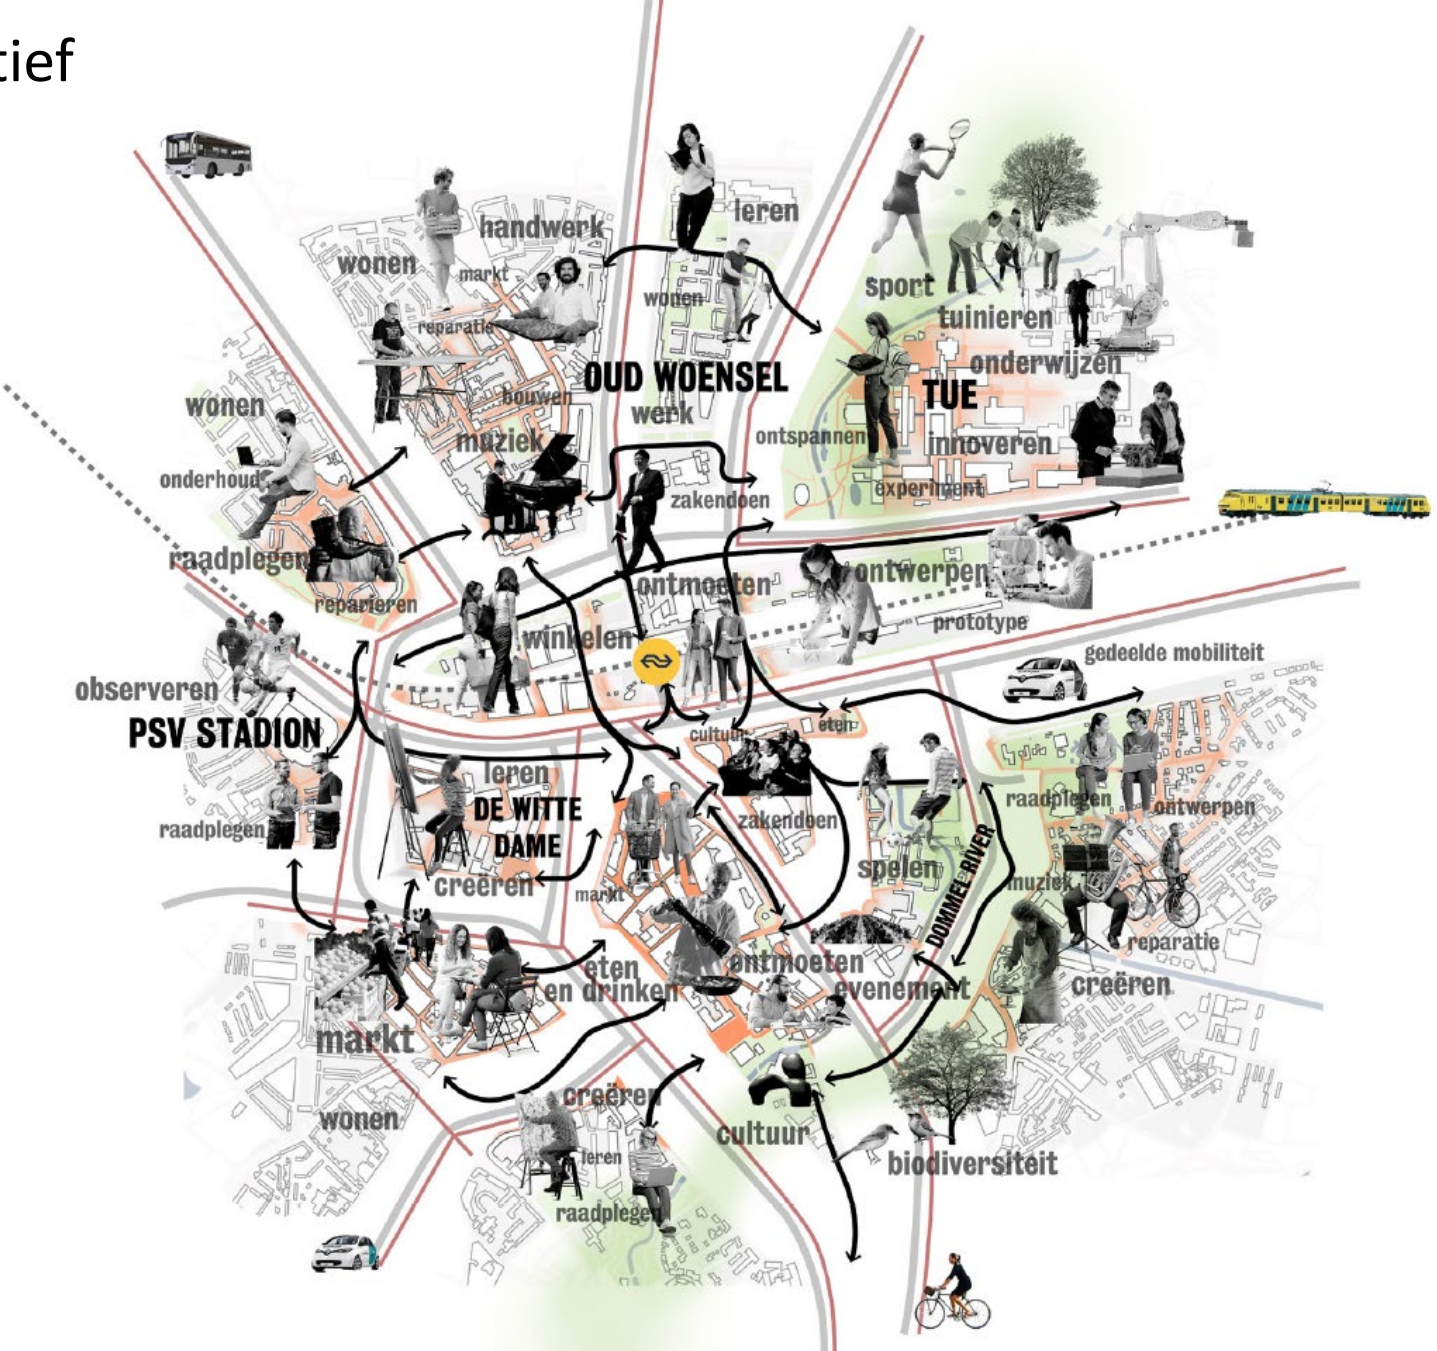 tief
leren
handwerk
wonen
markt
wonen
sport
reparatie
tuinieren
onderwijzen
OUD WOENSEL
TUE
bouwen
wonen
werk
muziek
ontspannen
innoveren
onderhoud
zakendoen
experiment
raadplegen
ontmoeten
ontwerpen
repareren
prototype
winkelen
gedeelde mobiliteit
observeren
PSV STADION
cultuur
eten
leren
raadplegen
ontwerpen
DE WITTE
DAME
raadplegen
zakendoen
spelen
DOMMEL RIVER
creëren
markt
muziek
reparatie
eten
en drinken
ontmoeten
evenement
creëren
markt
creëren
wonen
cultuur
leren
biodiversiteit
raadplegen